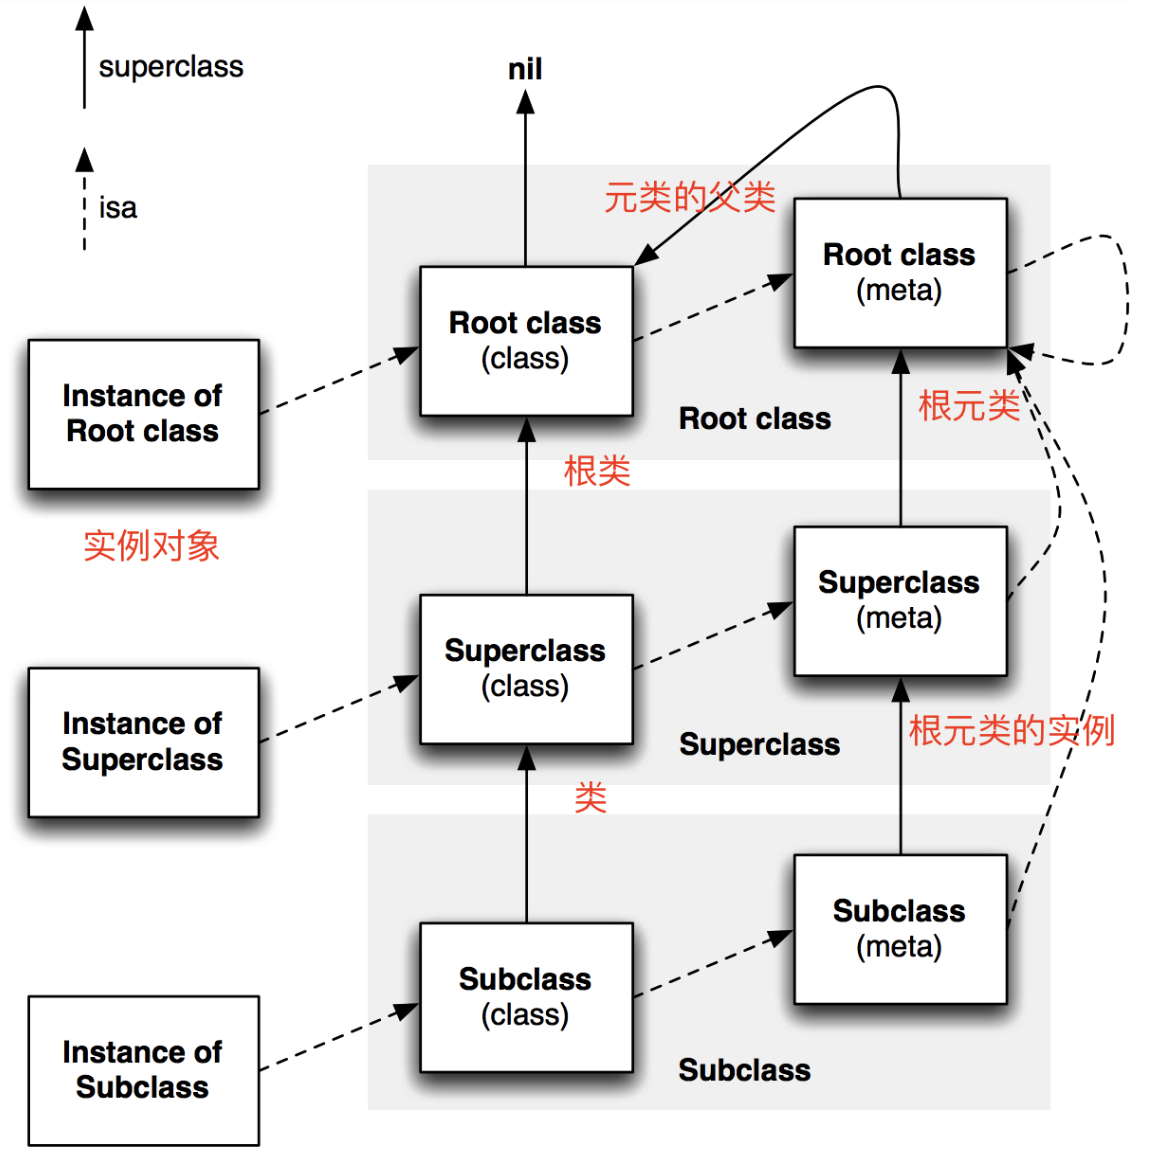 superclass
nil
isa
元类的父类
Root class
(meta)
Root class
(class)
Instance of
Root class
Root class
根元类
根类
实例对象
Superclass
(meta)
Superclass
(class)
Instance of
Superclass
Superclass
根元类的实例
类
Subclass
(meta)
Subclass
(class)
Instance of
Subclass
Subclass